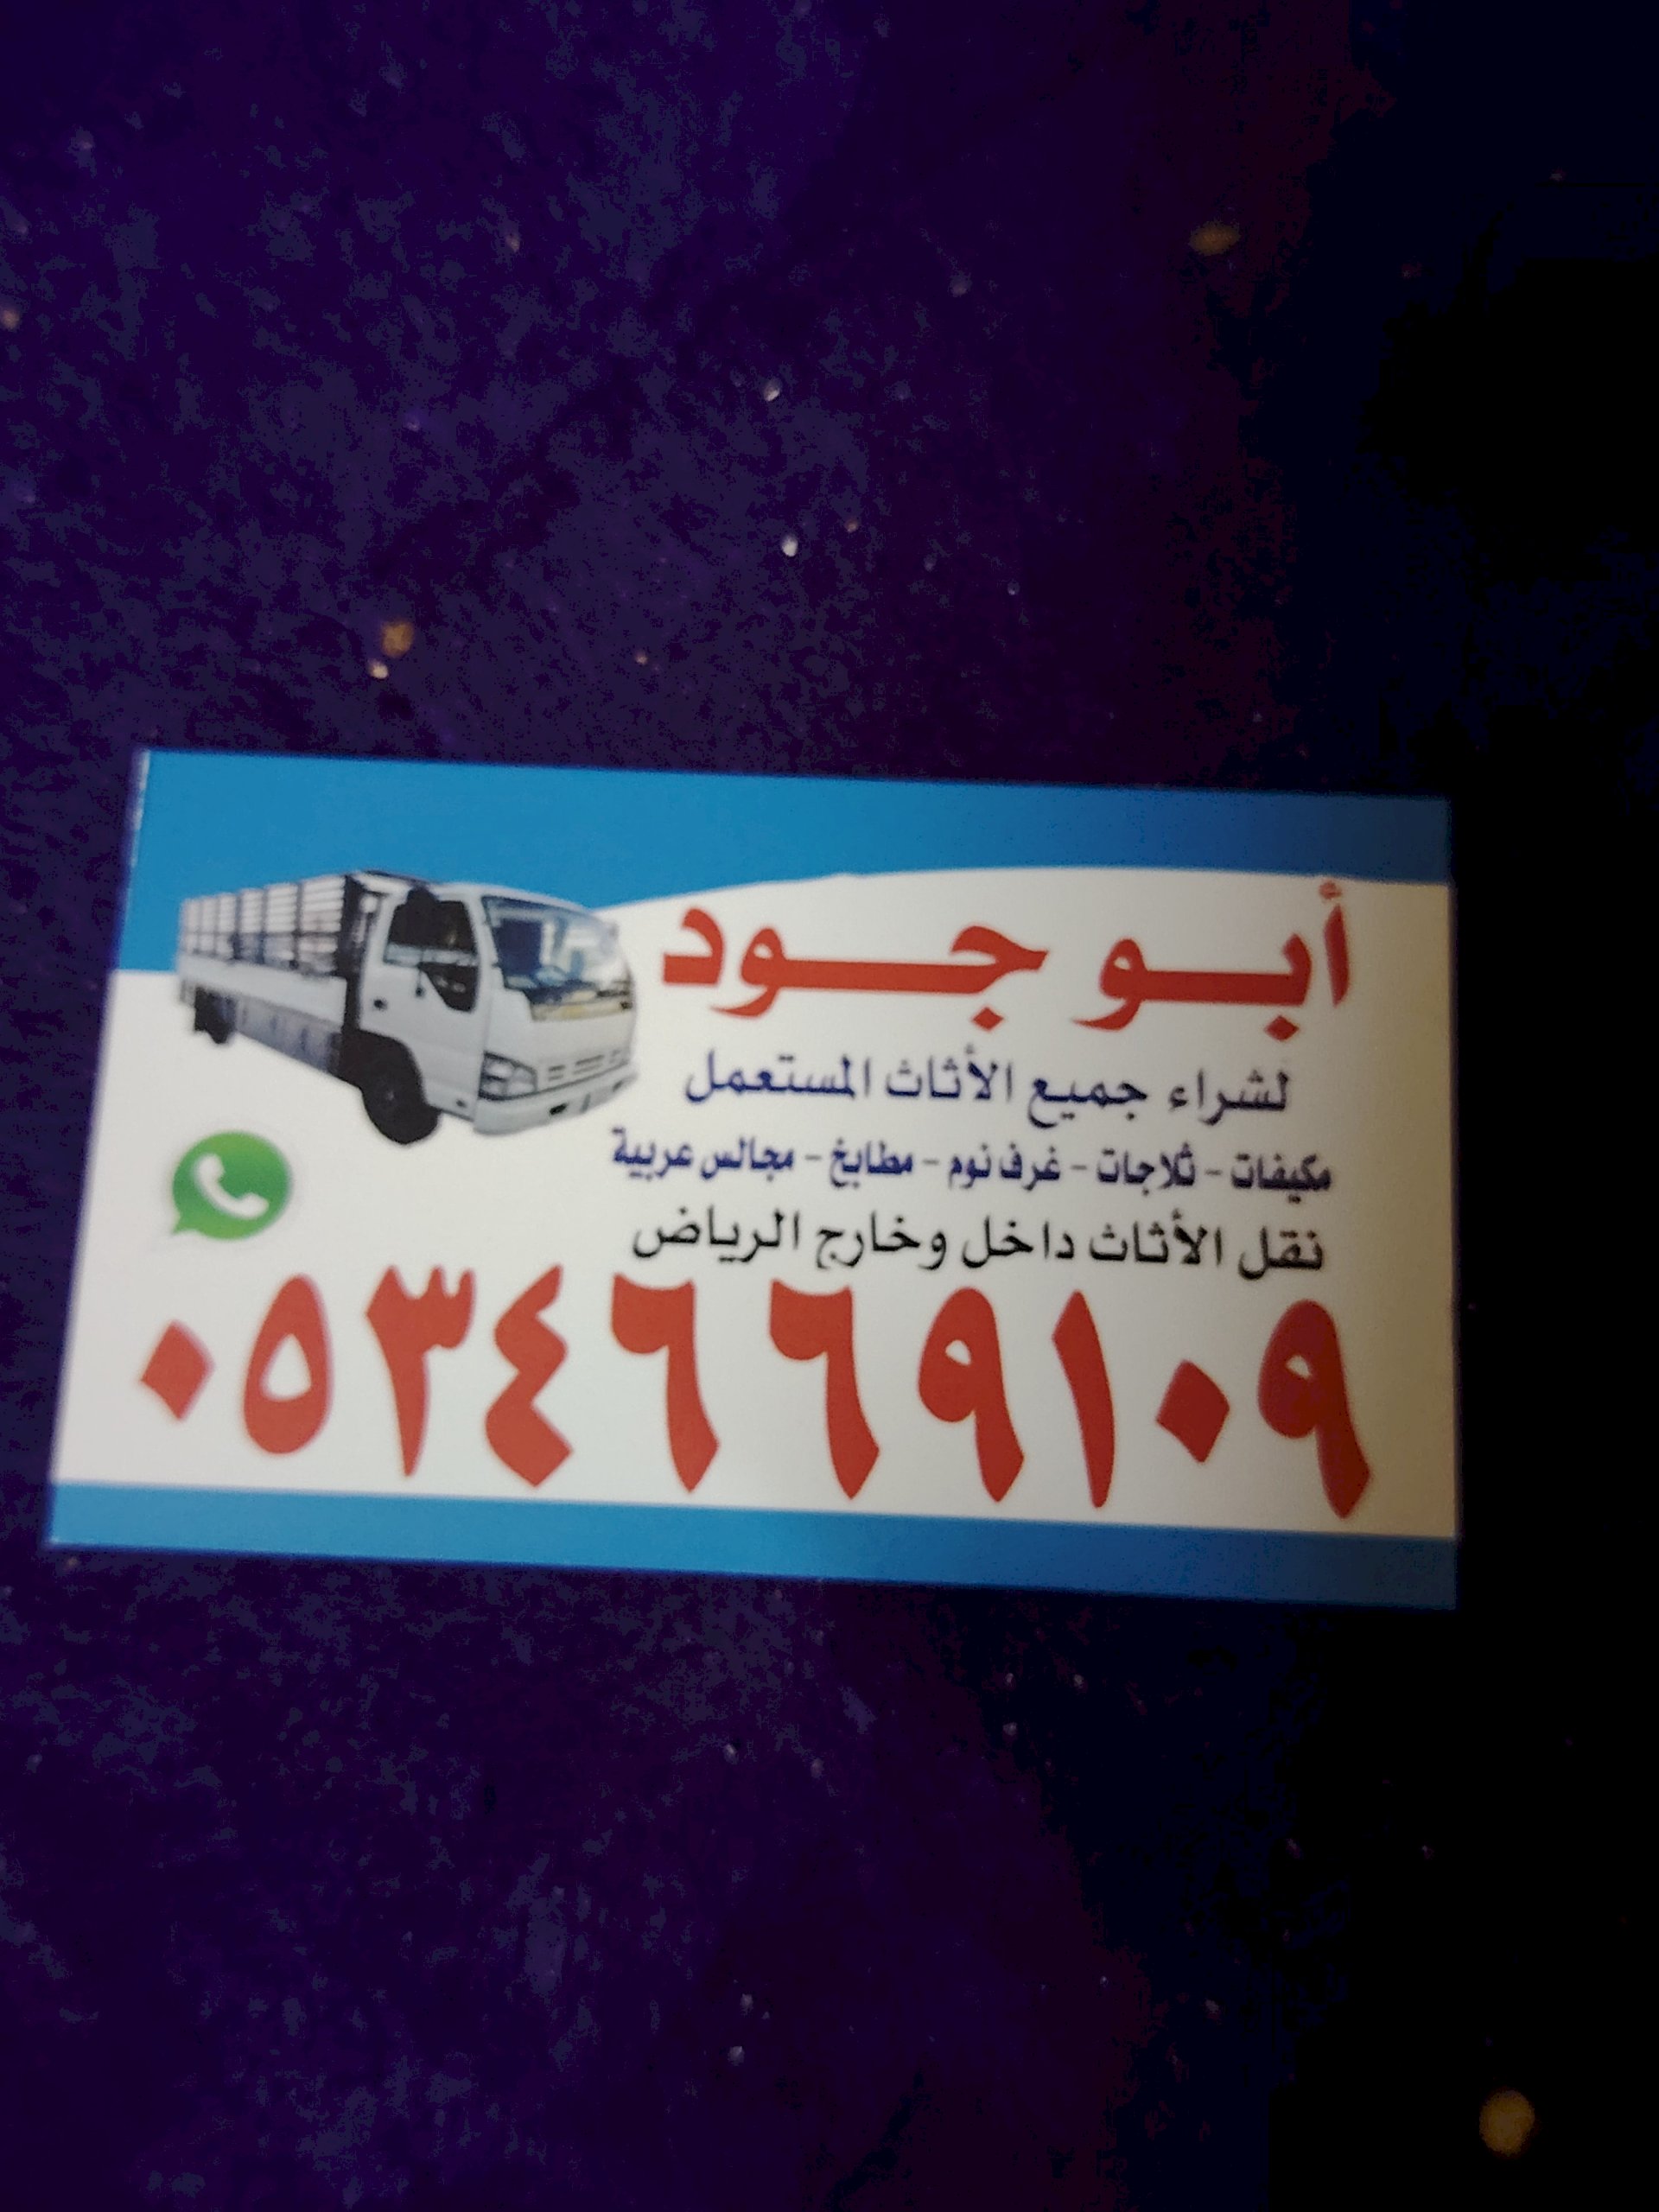 أبو جود
لشراء جميع الأثاث المستعمل
مكيفات - ثلاجات - غرف نوم - مطابخ - مجالس عربية
نقل الأثاث داخل وخارج الرياض
٠٥٣٤٦٦٩١٠٩